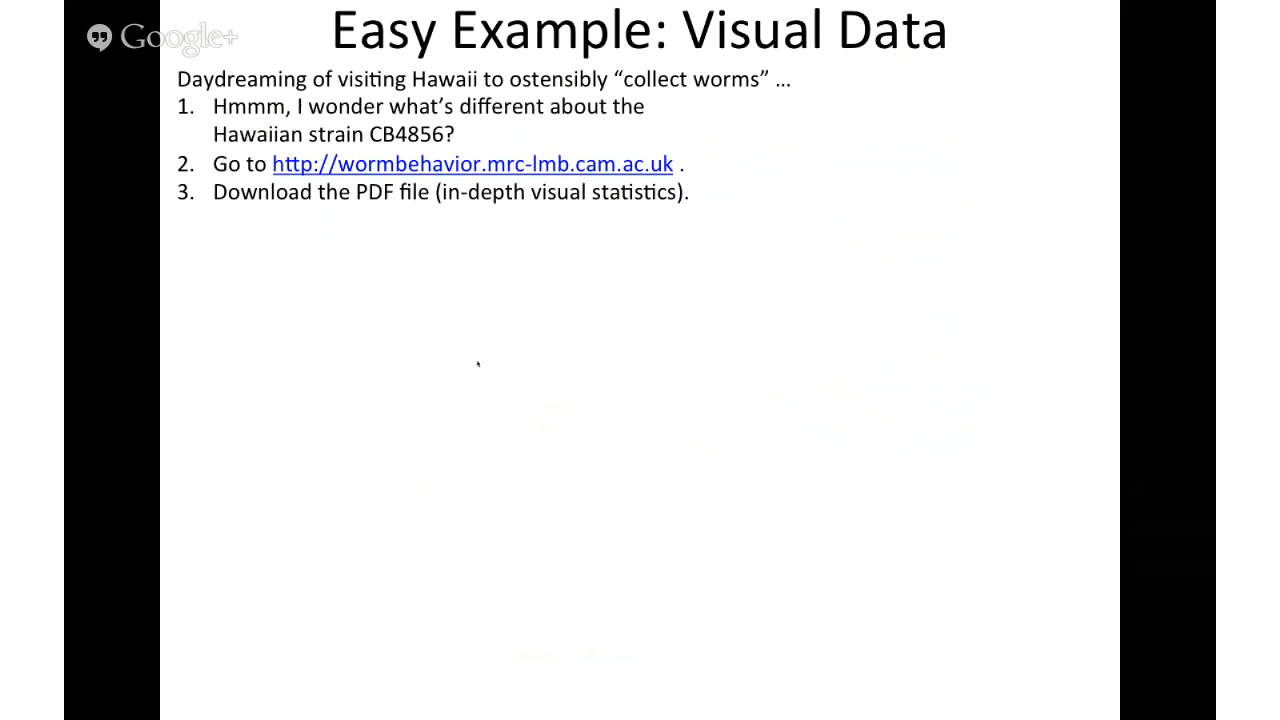 Google+
Easy Example: Visual Data
Daydreaming of visiting Hawaii to ostensibly “collect worms” …
1. Hmmm, I wonder what’s different about the
Hawaiian strain CB4856?
2. Go to http://wormbehavior.mrc-lmb.cam.ac.uk .
3. Download the PDF file (in-depth visual statistics).